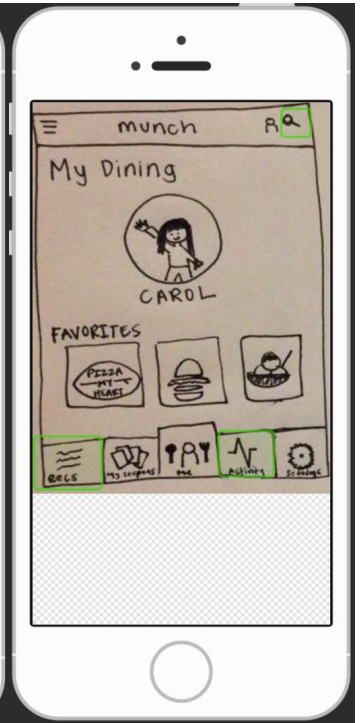 munch
My Dining
CAROL
FAVORITES
PIZZA
MY
HEART
RECS
My coupons
me
Activity
Settings